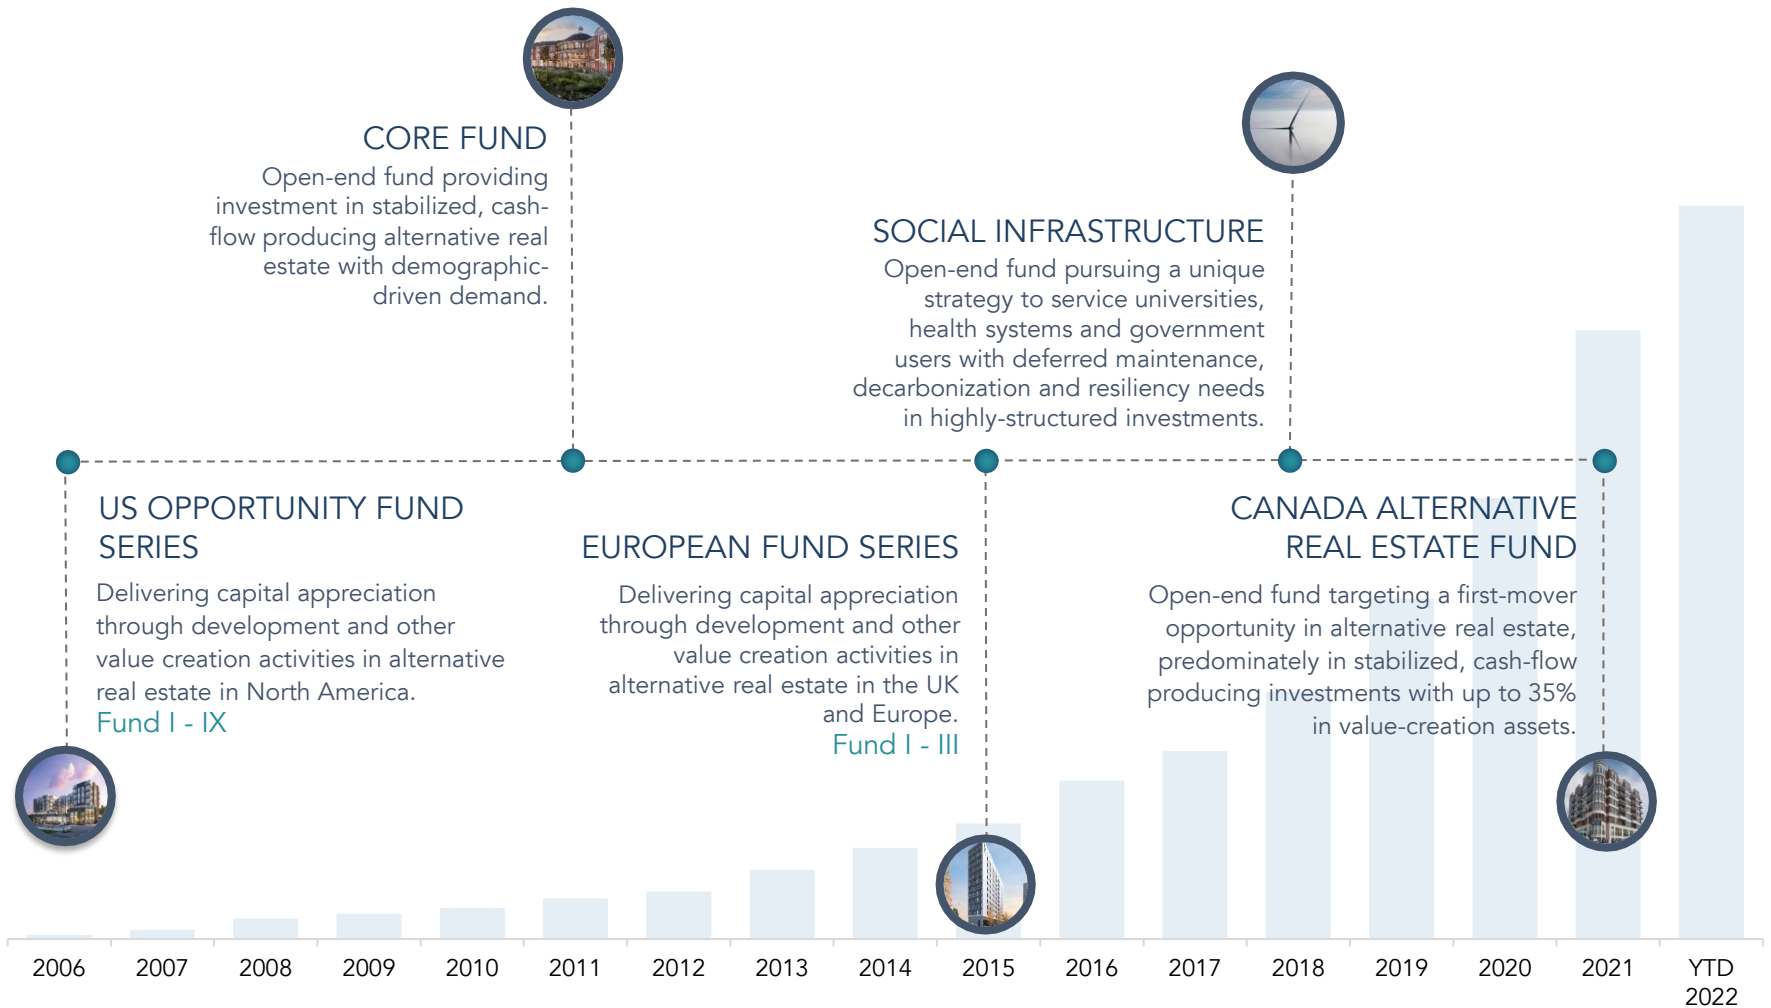 CORE FUND
Open-end fund providing
investment in stabilized, cash-
flow producing alternative real
estate with demographic-
driven demand.
SOCIAL INFRASTRUCTURE
Open-end fund pursuing a unique
strategy to service universities,
health systems and government
users with deferred maintenance,
decarbonization and resiliency needs
in highly-structured investments.
US OPPORTUNITY FUND
SERIES
Delivering capital appreciation
through development and other
value creation activities in alternative
real estate in North America.
Fund I - IX
EUROPEAN FUND SERIES
Delivering capital appreciation
through development and other
value creation activities in
alternative real estate in the UK
and Europe.
Fund I - III
CANADA ALTERNATIVE
REAL ESTATE FUND
Open-end fund targeting a first-mover
opportunity in alternative real estate,
predominately in stabilized, cash-flow
producing investments with up to 35%
in value-creation assets.
2006 2007 2008 2009 2010 2011 2012 2013 2014 2015 2016 2017 2018 2019 2020 2021 YTD
2022